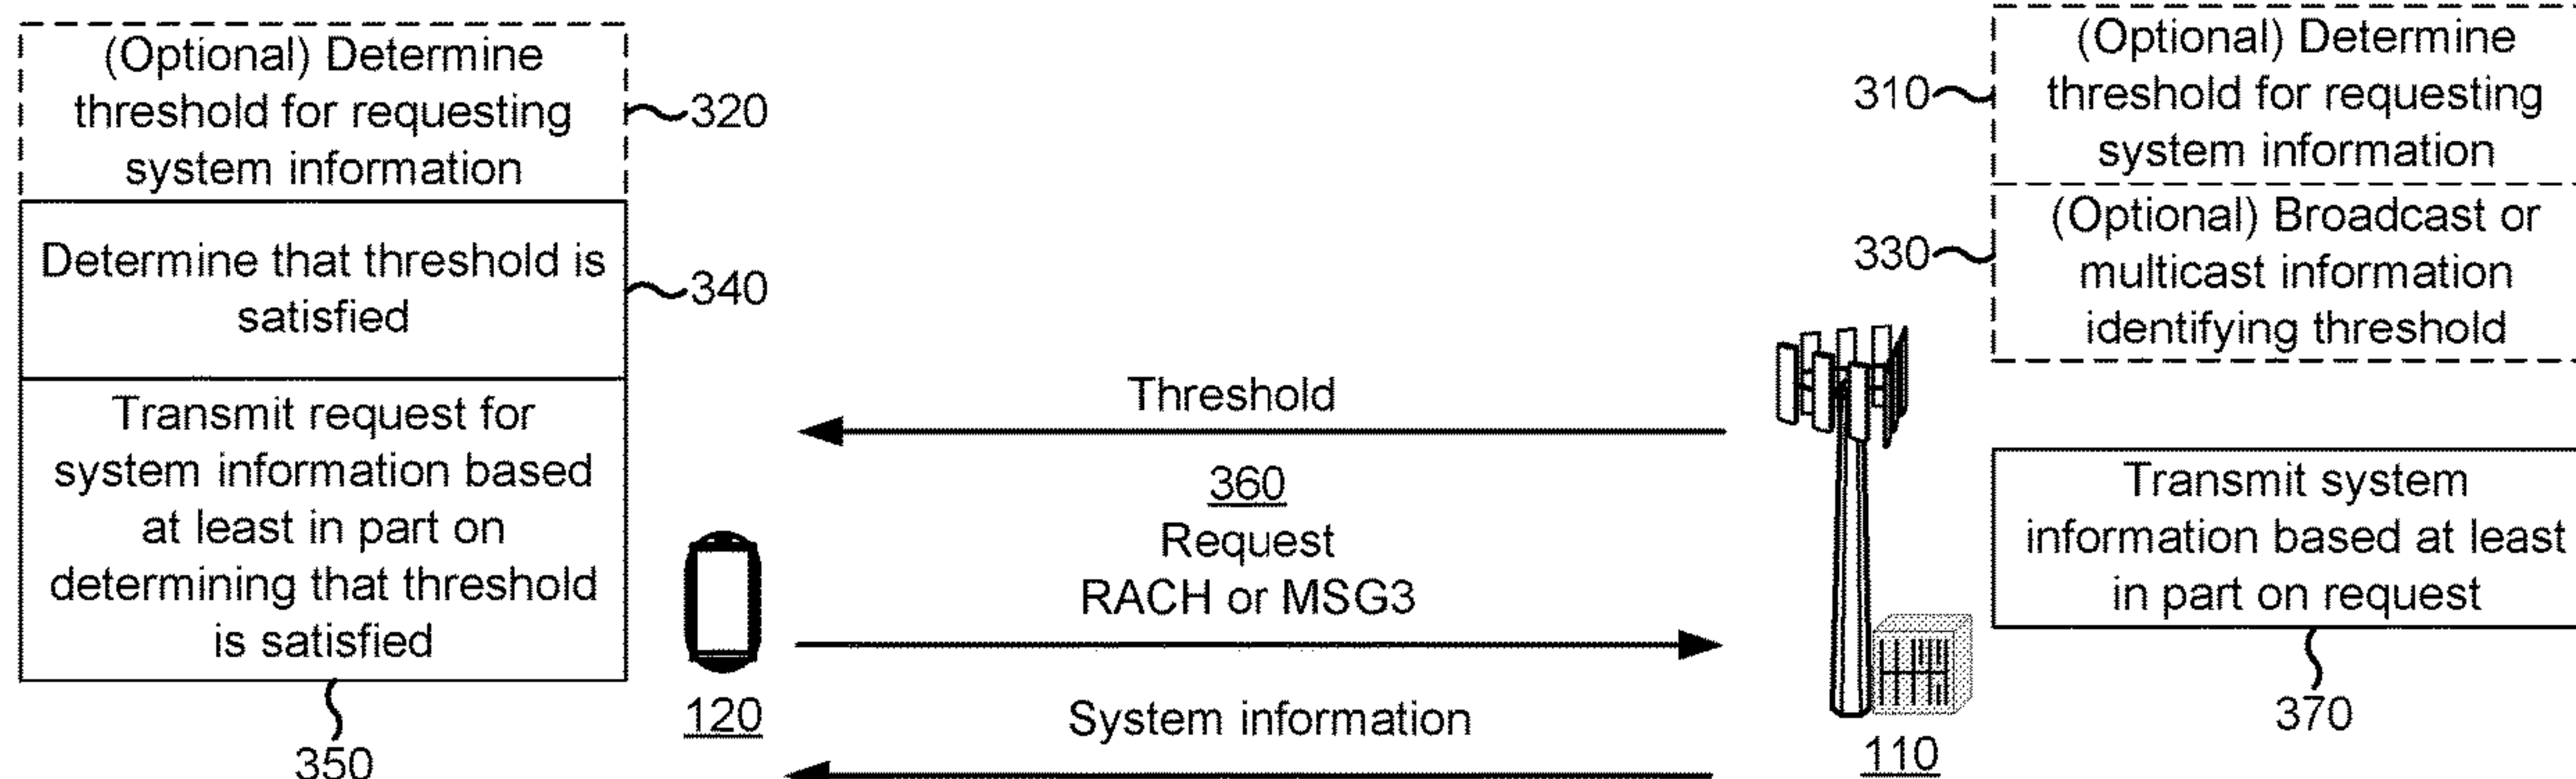 (Optional) Determine
threshold for requesting
system information
320
Determine that threshold is
satisfied
340
Transmit request for
system information based
at least in part on
determining that threshold
is satisfied
350
120
Threshold
360
Request
RACH or MSG3
System information
110
(Optional) Determine
threshold for requesting
system information
310
(Optional) Broadcast or
multicast information
identifying threshold
330
Transmit system
information based at least
in part on request
370